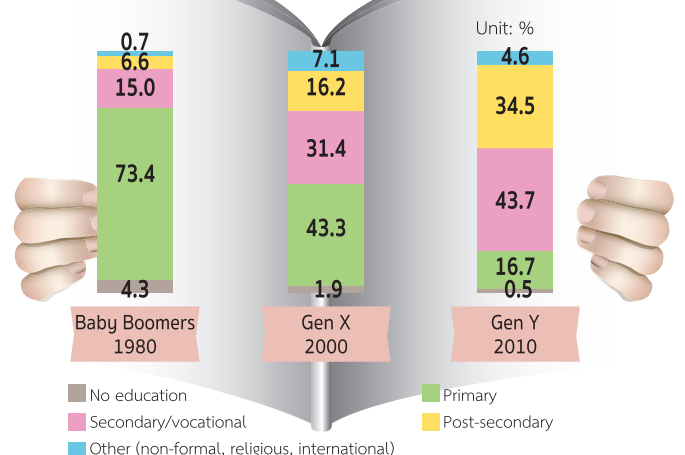 Unit: %
0.7
6.6
15.0
73.4
4.3
7.1
16.2
31.4
43.3
1.9
4.6
34.5
43.7
16.7
0.5
Baby Boomers
1980
Gen X
2000
Gen Y
2010
No education
Primary
Secondary/vocational
Post-secondary
Other (non-formal, religious, international)